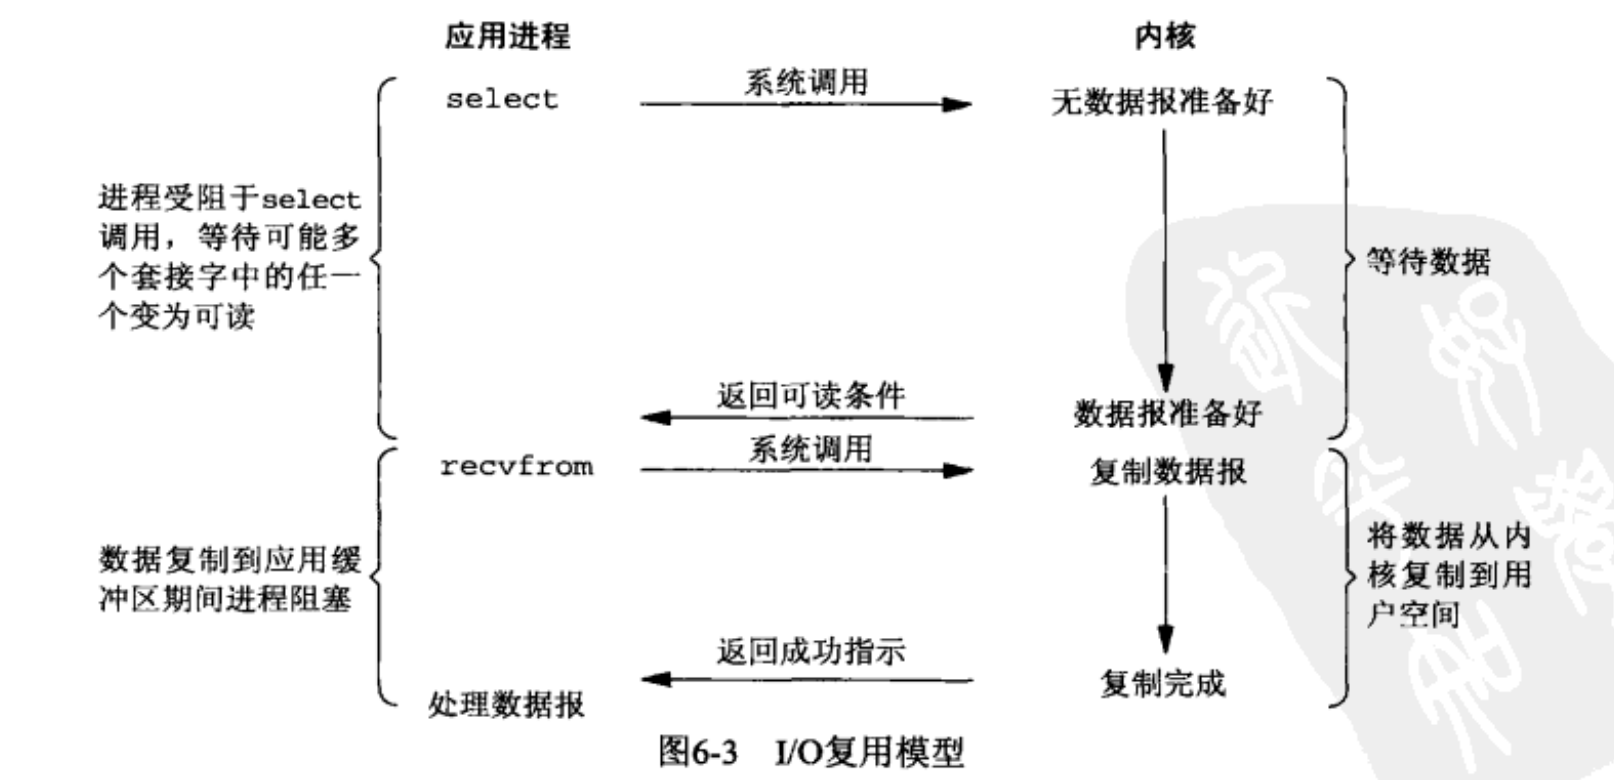 应用进程
内核
select
系统调用
无数据报准备好
进程受阻于select
调用，等待可能多
个套接字中的任一
个变为可读
等待数据
返回可读条件
数据报准备好
recvfrom
系统调用
复制数据报
数据复制到应用缓
冲区期间进程阻塞
将数据从内
核复制到用
户空间
返回成功指示
复制完成
处理数据报
图6-3 I/O复用模型